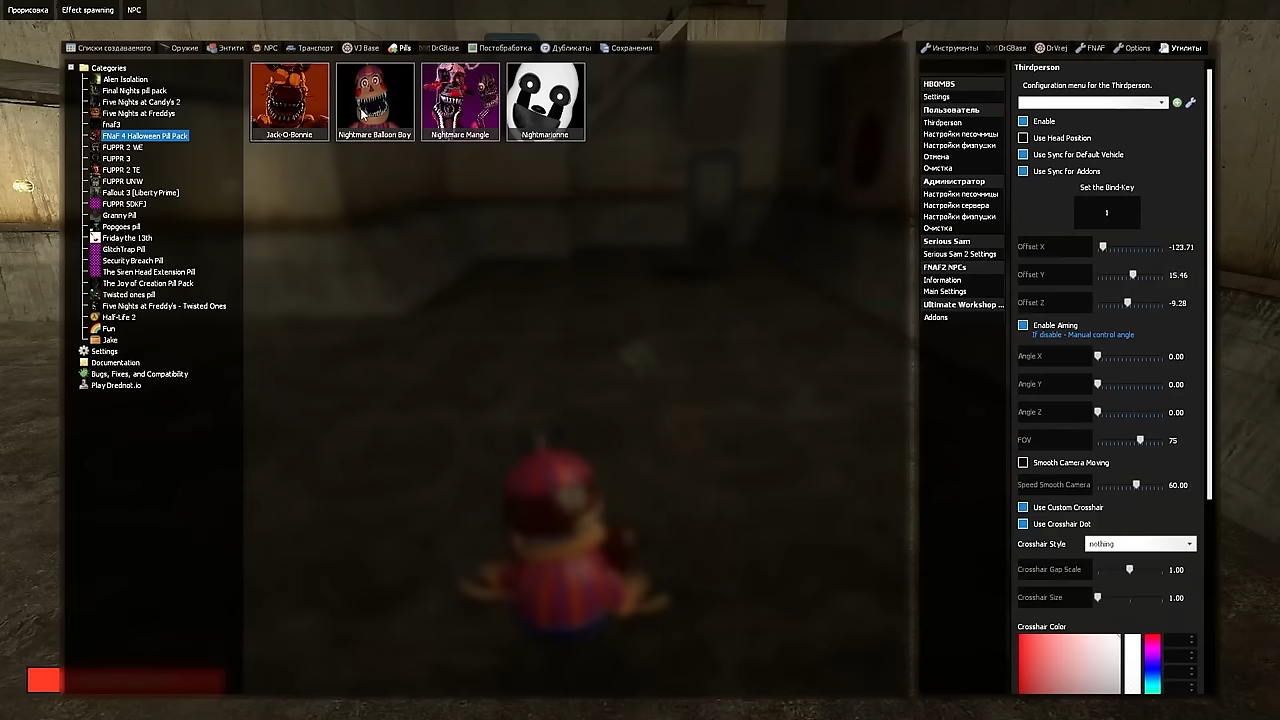 Прорисовка Effect spawning NPC
Списки создаваемого Оружие Энтити NPC Транспорт VJ Base Pills DrGBase Постобработка Дубликаты Сохранения
Categories
Alien Isolation
Final Nights pill pack
Five Nights at Candy's 2
Five Nights at Freddys
fnaf3
FNaF 4 Halloween Pill Pack
FUPPR 2 WE
FUPPR 3
FUPPR 2 TE
FUPPR UNW
Fallout 3 [Liberty Prime]
FUPPR SDKFJ
Granny Pill
Popgoes pill
Friday the 13th
GlitchTrap Pill
Security Breach Pill
The Siren Head Extension Pill
The Joy of Creation Pill Pack
Twisted ones pill
Five Nights at Freddy's - Twisted Ones
Half-Life 2
Fun
Jake
Settings
Documentation
Bugs, Fixes, and Compatibility
Play Drednot.io
Jack-O-Bonnie
Nightmare Balloon Boy
Nightmare Mangle
Nightmarionne
Инструменты DrGBase DrVrej FNAF Options Утилиты
HBOMBS
Settings
Пользователь
Thirdperson
Настройки песочницы
Настройки физпушки
Отмена
Очистка
Администратор
Настройки песочницы
Настройки сервера
Настройки физпушки
Очистка
Serious Sam
Serious Sam 2 Settings
FNAF2 NPCs
Information
Main Settings
Ultimate Workshop ...
Addons
Thirdperson
Configuration menu for the Thirdperson.
Enable
Use Head Position
Use Sync for Default Vehicle
Use Sync for Addons
Set the Bind-Key
Offset X -123.71
Offset Y 15.46
Offset Z -9.28
Enable Aiming
If disable - Manual control angle
Angle X 0.00
Angle Y 0.00
Angle Z 0.00
FOV 75
Smooth Camera Moving
Speed Smooth Camera 60.00
Use Custom Crosshair
Use Crosshair Dot
Crosshair Style nothing
Crosshair Gap Scale 1.00
Crosshair Size 1.00
Crosshair Color